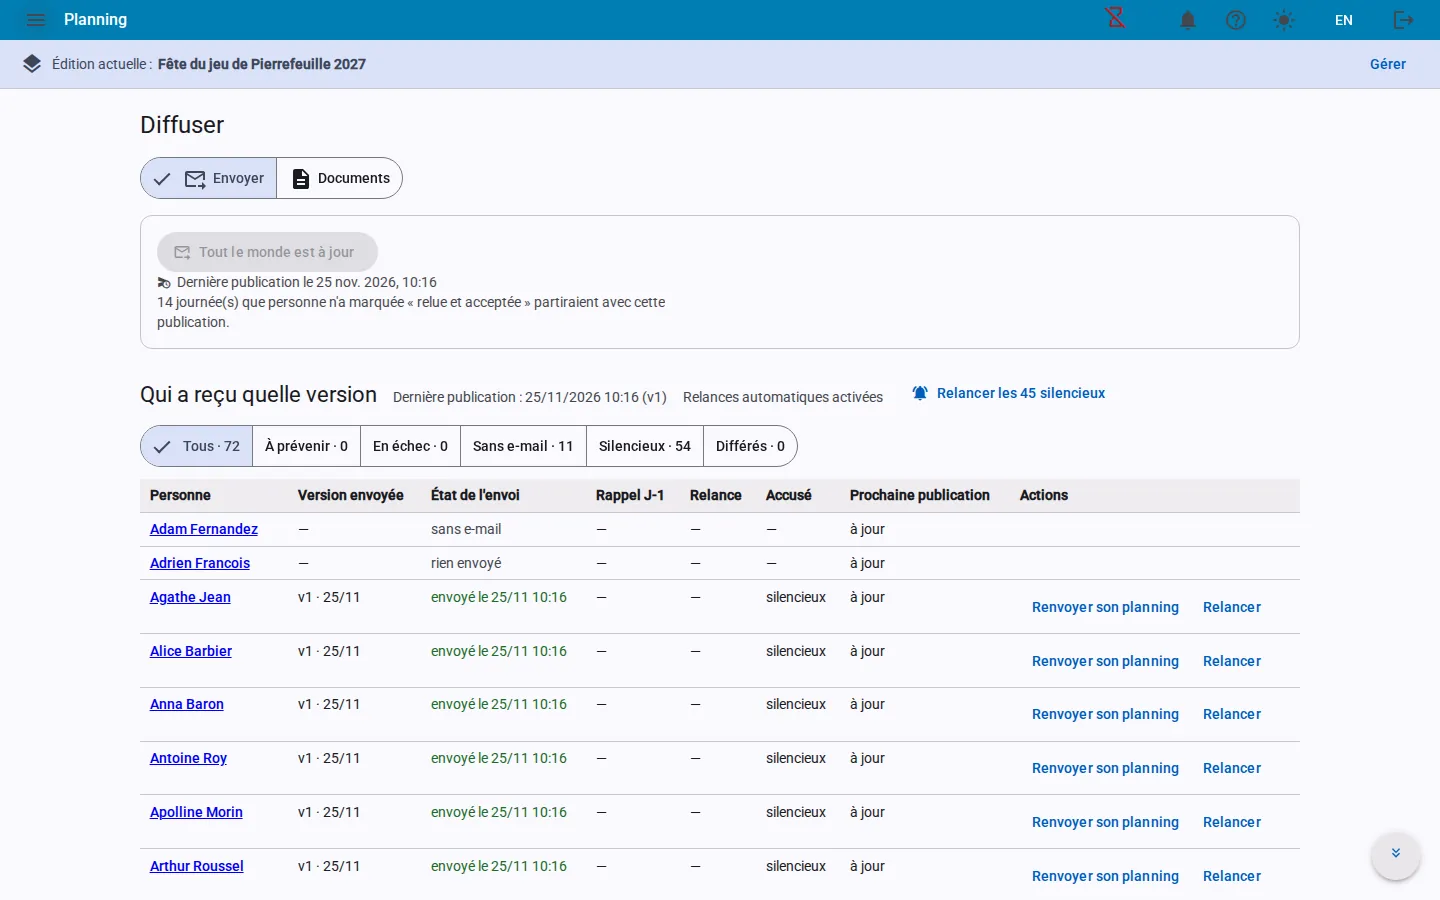 Planning
EN
Édition actuelle : Fête du jeu de Pierrefeuille 2027
Gérer
Diffuser
Envoyer
Documents
Tout le monde est à jour
Dernière publication le 25 nov. 2026, 10:16
14 journée(s) que personne n'a marquée « relue et acceptée » partiraient avec cette
publication.
Qui a reçu quelle version
Dernière publication : 25/11/2026 10:16 (v1)
Relances automatiques activées
Relancer les 45 silencieux
Tous · 72
À prévenir · 0
En échec · 0
Sans e-mail · 11
Silencieux · 54
Différés · 0
Personne Version envoyée État de l'envoi Rappel J-1 Relance Accusé Prochaine publication Actions
Adam Fernandez — sans e-mail — — — à jour
Adrien Francois — rien envoyé — — — à jour
Agathe Jean v1 · 25/11 envoyé le 25/11 10:16 — — silencieux à jour Renvoyer son planning Relancer
Alice Barbier v1 · 25/11 envoyé le 25/11 10:16 — — silencieux à jour Renvoyer son planning Relancer
Anna Baron v1 · 25/11 envoyé le 25/11 10:16 — — silencieux à jour Renvoyer son planning Relancer
Antoine Roy v1 · 25/11 envoyé le 25/11 10:16 — — silencieux à jour Renvoyer son planning Relancer
Apolline Morin v1 · 25/11 envoyé le 25/11 10:16 — — silencieux à jour Renvoyer son planning Relancer
Arthur Roussel v1 · 25/11 envoyé le 25/11 10:16 — — silencieux à jour Renvoyer son planning Relancer